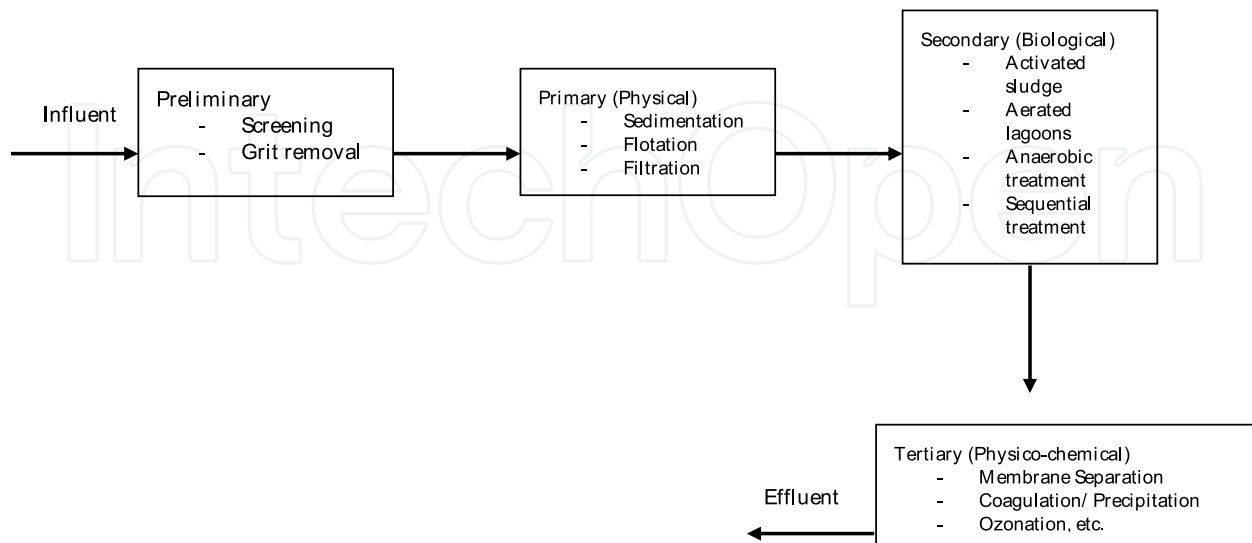 Influent
Preliminary
- Screening
- Grit removal
Primary (Physical)
- Sedimentation
- Flotation
- Filtration
Secondary (Biological)
- Activated
sludge
- Aerated
lagoons
- Anaerobic
treatment
- Sequential
treatment
Tertiary (Physico-chemical)
- Membrane Separation
- Coagulation/ Precipitation
- Ozonation, etc.
Effluent
IntechOpen